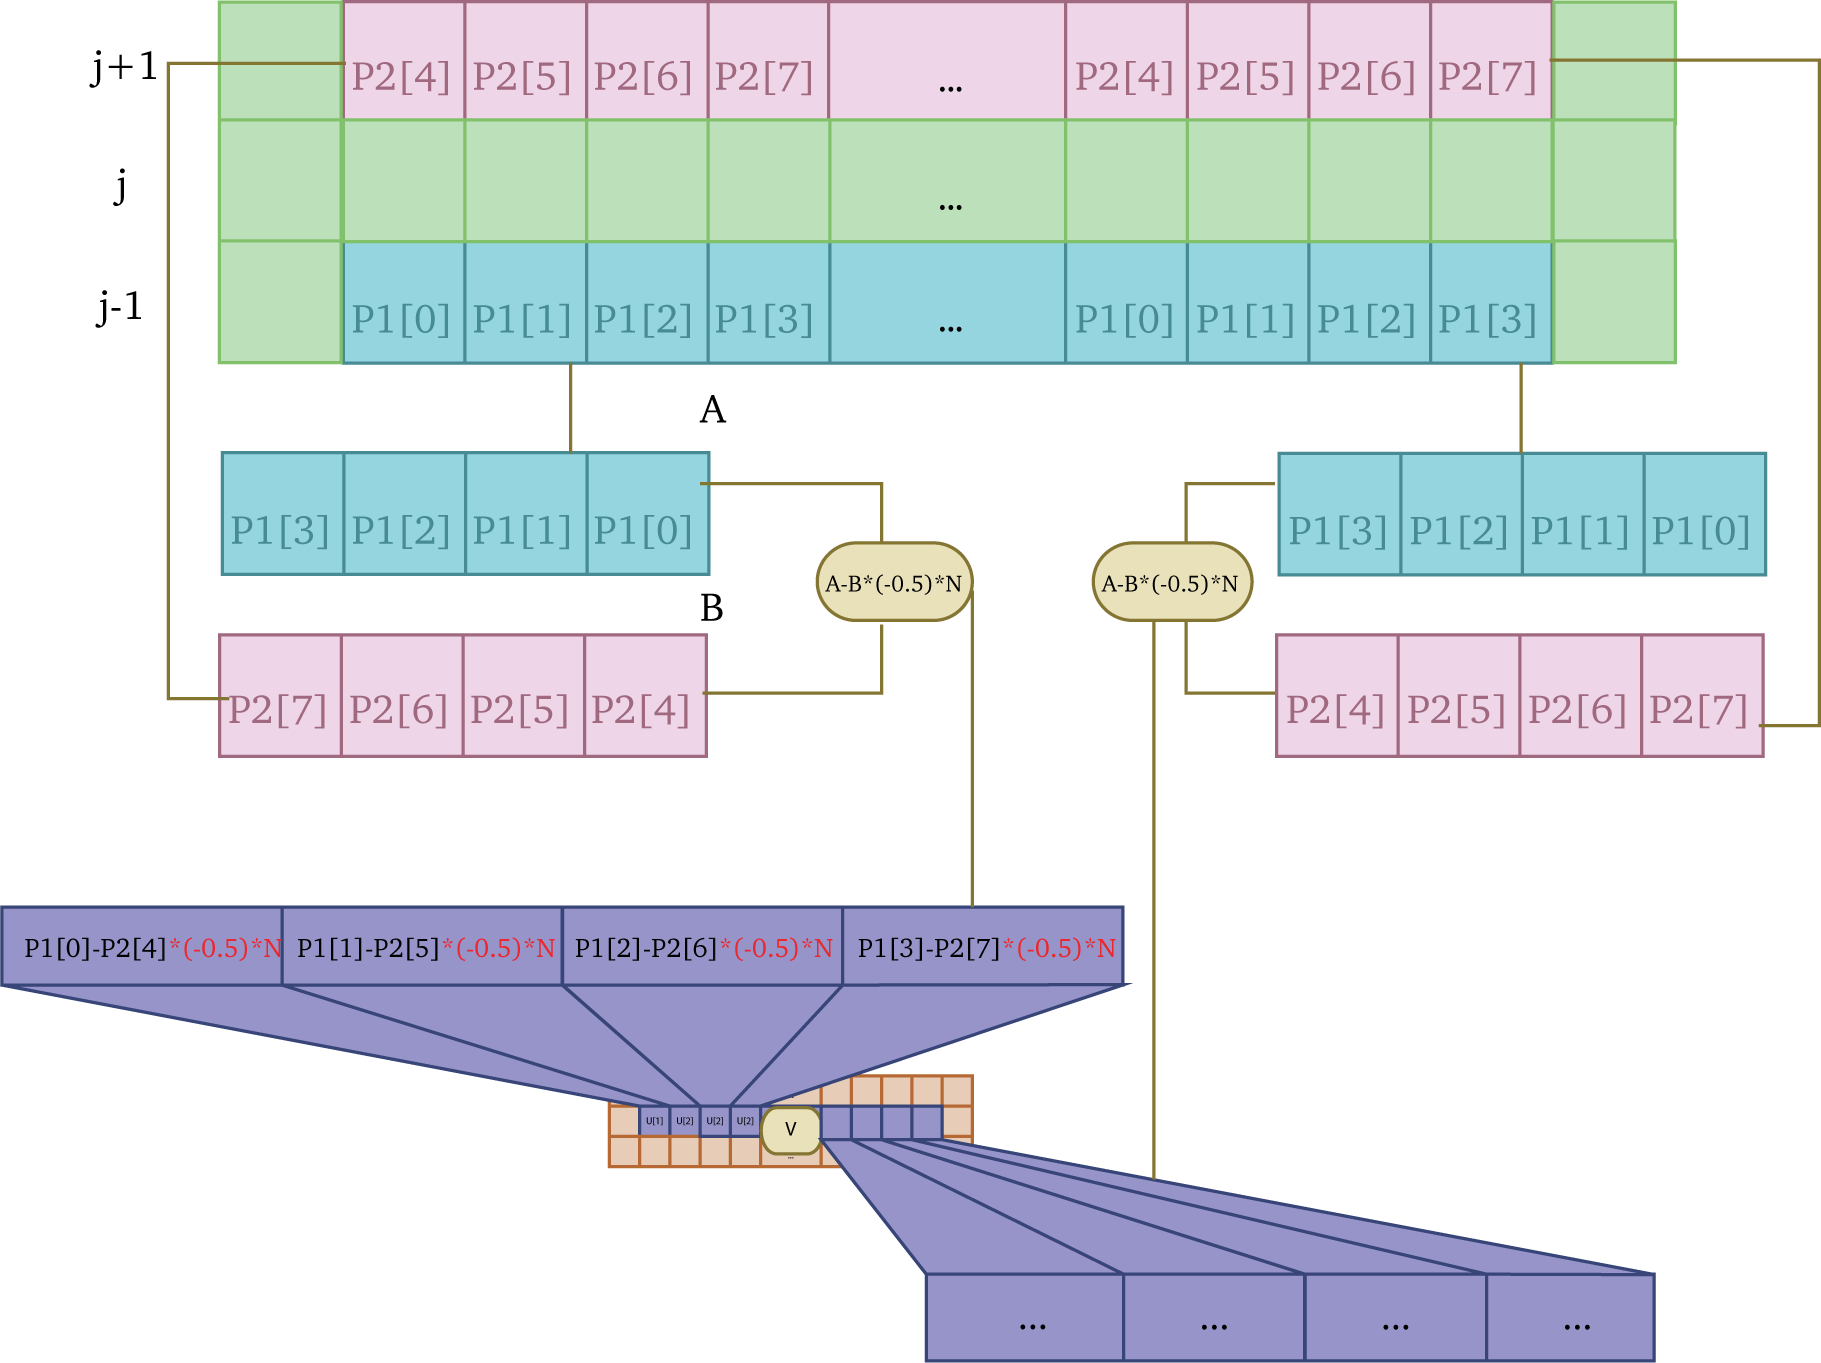 j+1 P2[4] P2[5] P2[6] P2[7] ... P2[4] P2[5] P2[6] P2[7]
j ...
j-1 P1[0] P1[1] P1[2] P1[3] ... P1[0] P1[1] P1[2] P1[3]
A
P1[3] P1[2] P1[1] P1[0] P1[3] P1[2] P1[1] P1[0]
A-B*(-0.5)*N A-B*(-0.5)*N
B
P2[7] P2[6] P2[5] P2[4] P2[4] P2[5] P2[6] P2[7]
P1[0]-P2[4]*(-0.5)*N P1[1]-P2[5]*(-0.5)*N P1[2]-P2[6]*(-0.5)*N P1[3]-P2[7]*(-0.5)*N
U[1] U[2] U[2] U[2] V
...
... ... ... ...